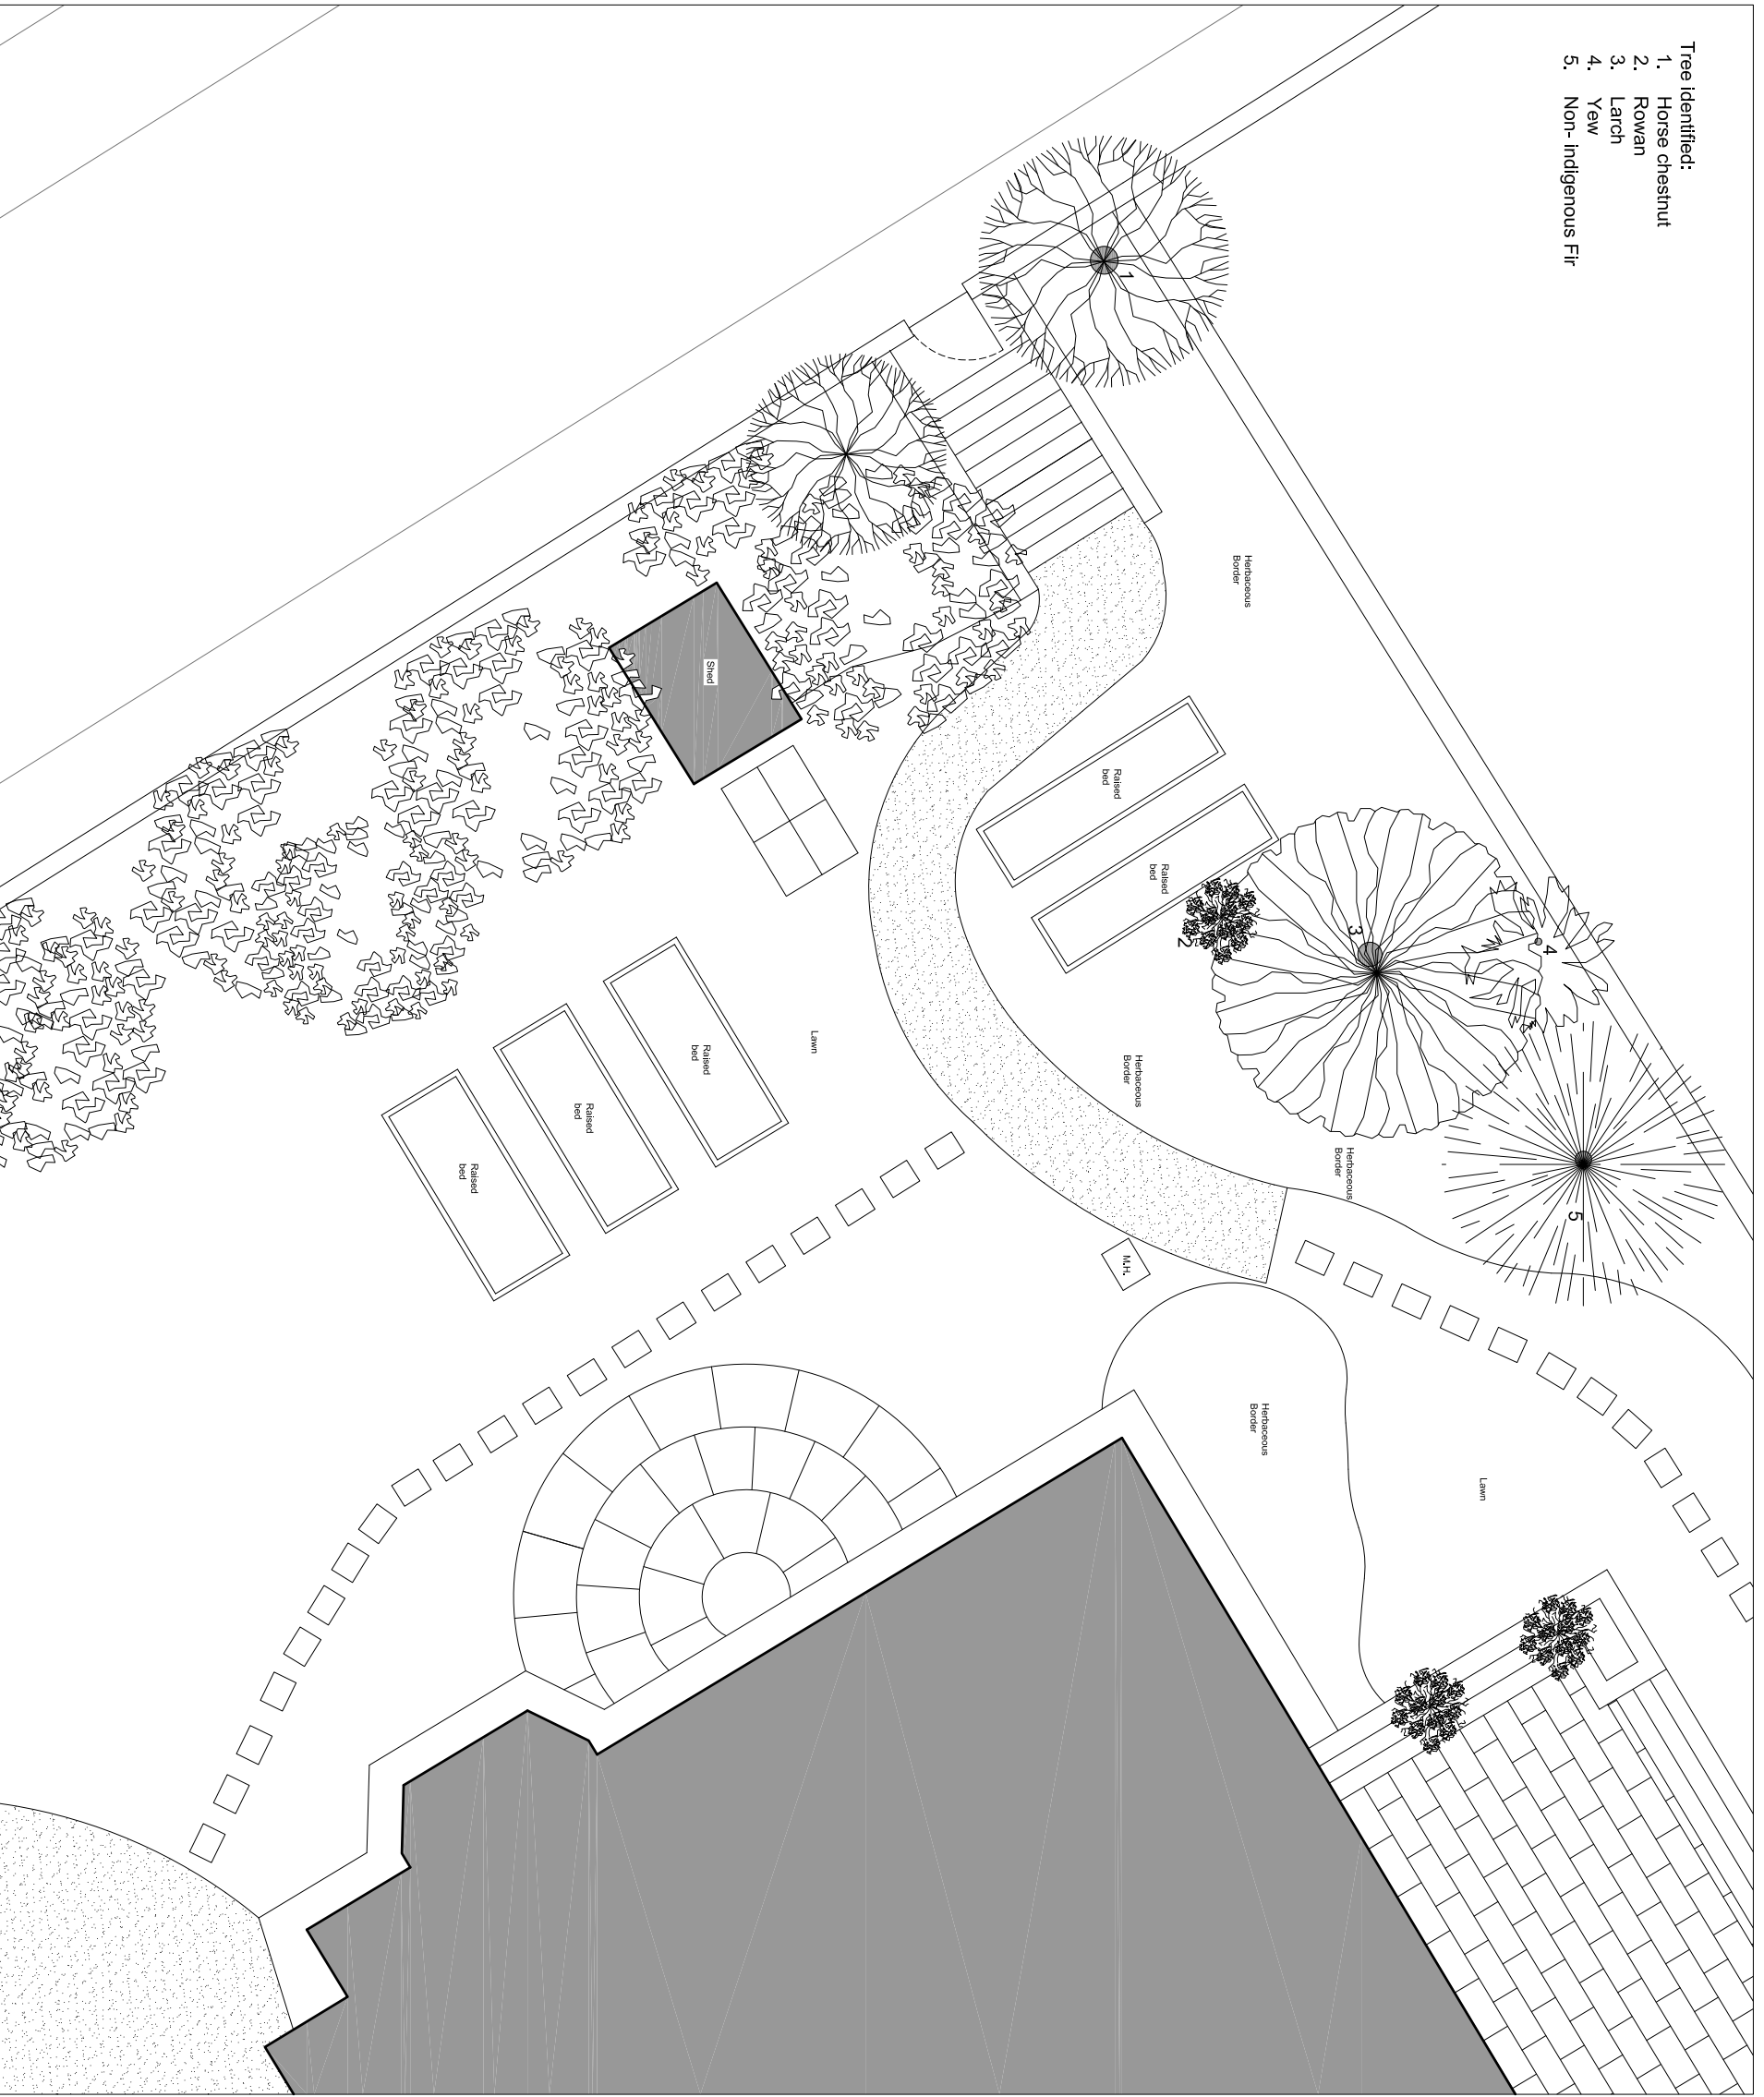 Tree identified:
1. Horse chestnut
2. Rowan
3. Larch
4. Yew
5. Non- indigenous Fir
1
Herbaceous
Border
Shed
Raised
bed
Raised
bed
2
3
4
Lawn
Raised
bed
Raised
bed
Raised
bed
Herbaceous
Border
Herbaceous
Border
5
M.H.
Herbaceous
Border
Lawn